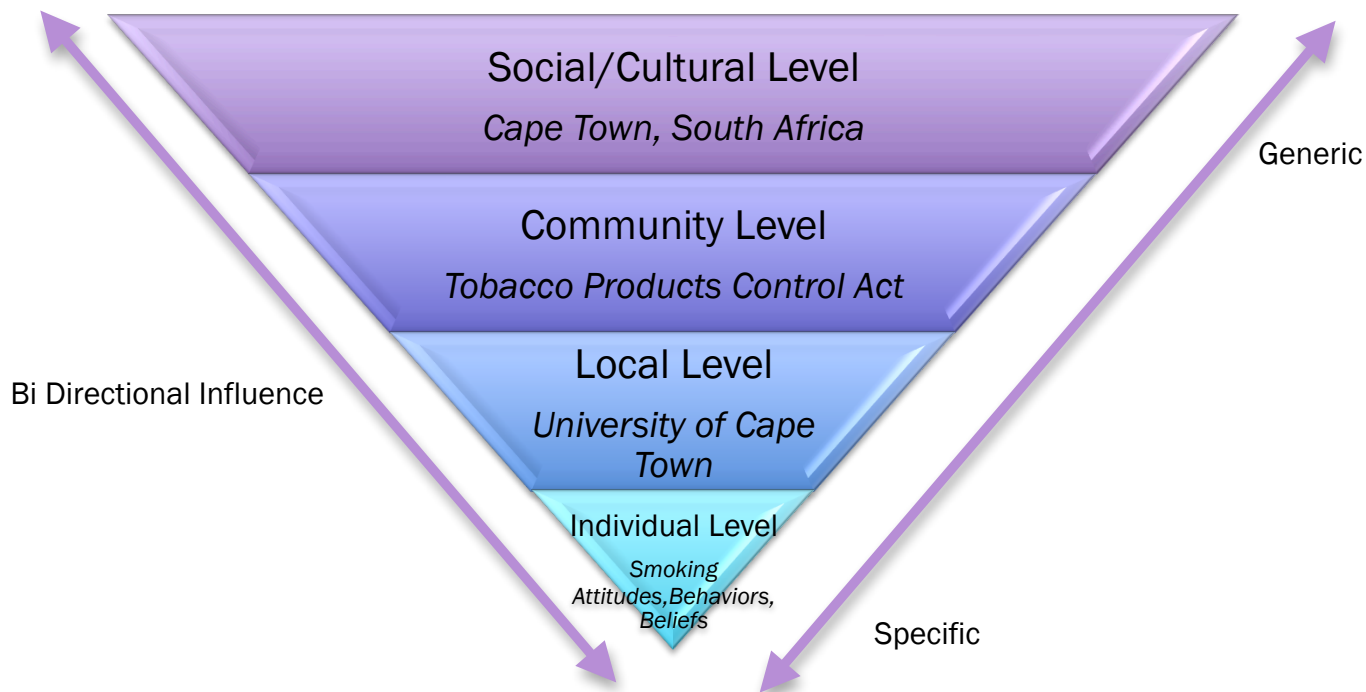 Social/Cultural Level
Cape Town, South Africa
Generic
Community Level
Tobacco Products Control Act
Local Level
Bi Directional Influence
University of Cape
Town
Individual Level
Smoking
Attitudes,Behaviors,
Beliefs
Specific